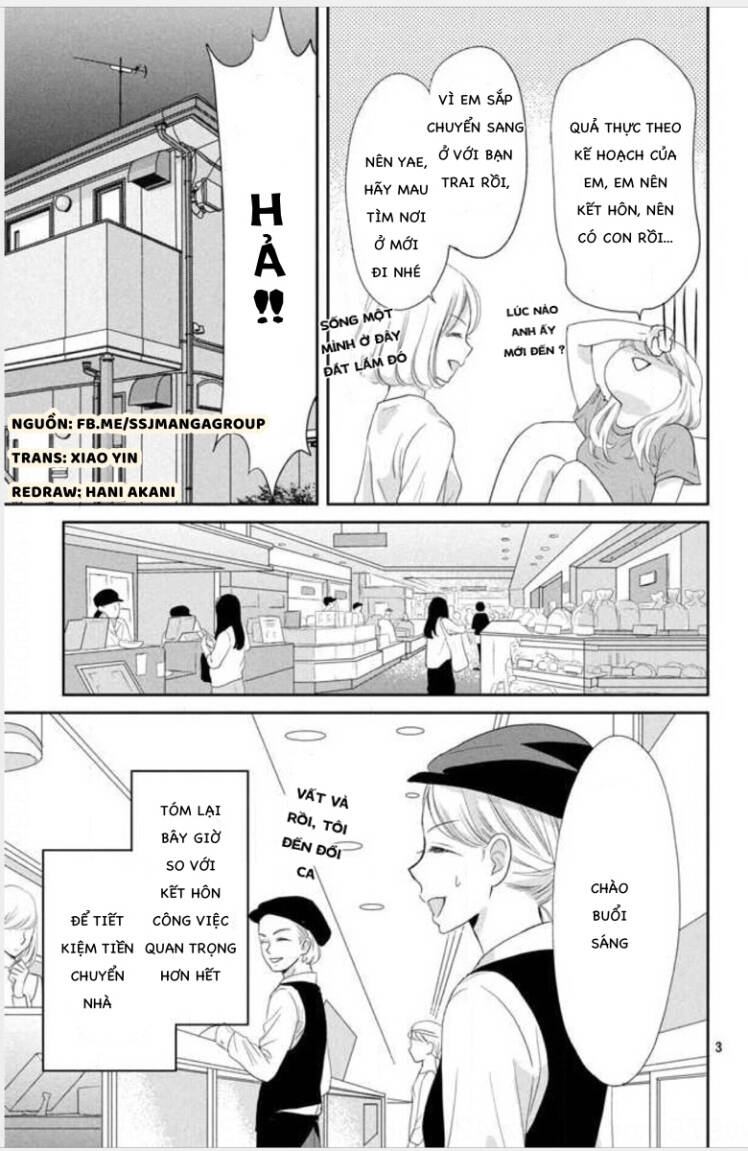 QUẢ THỰC THEO
KẾ HOẠCH CỦA
EM, EM NÊN
KẾT HÔN, NÊN
CÓ CON RỒI...
LÚC NÀO
ANH ẤY
MỚI ĐẾN ?
VÌ EM SẮP
CHUYỂN SANG
Ở VỚI BẠN
TRAI RỒI,
NÊN YAE,
HÃY MAU
TÌM NƠI
Ở MỚI
ĐI NHÉ
SỐNG MỘT
MÌNH Ở ĐÂY
ĐẤT LẮM ĐÓ
HẢ!!
NGUỒN: FB.ME/SSJMANGAGROUP
TRANS: XIAO YIN
REDRAW: HANI AKANI
CHÀO
BUỔI
SÁNG
VẤT VẢ
RỒI, TÔI
ĐẾN ĐỔI
CA
TÓM LẠI
BÂY GIỜ
SO VỚI
KẾT HÔN
CÔNG VIỆC
QUAN TRỌNG
HƠN HẾT
ĐỂ TIẾT
KIỆM TIỀN
CHUYỂN
NHÀ
3